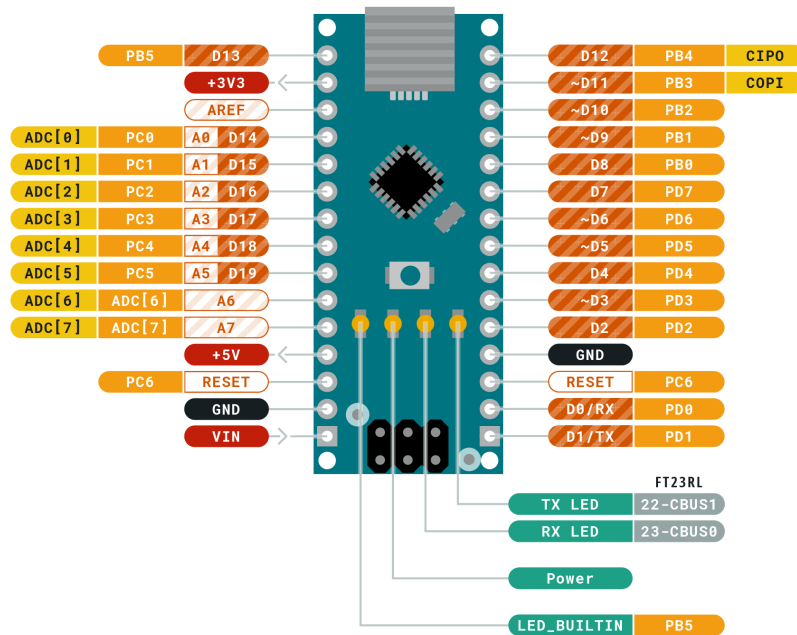 PB5 D13 D12 PB4 CIPO
+3V3 ~D11 PB3 COPI
AREF ~D10 PB2
ADC[0] PC0 A0 D14 ~D9 PB1
ADC[1] PC1 A1 D15 D8 PB0
ADC[2] PC2 A2 D16 D7 PD7
ADC[3] PC3 A3 D17 ~D6 PD6
ADC[4] PC4 A4 D18 ~D5 PD5
ADC[5] PC5 A5 D19 D4 PD4
ADC[6] ADC[6] A6 ~D3 PD3
ADC[7] ADC[7] A7 D2 PD2
+5V GND
PC6 RESET RESET PC6
GND D0/RX PD0
VIN D1/TX PD1
FT23RL
TX LED 22-CBUS1
RX LED 23-CBUS0
Power
LED_BUILTIN PB5